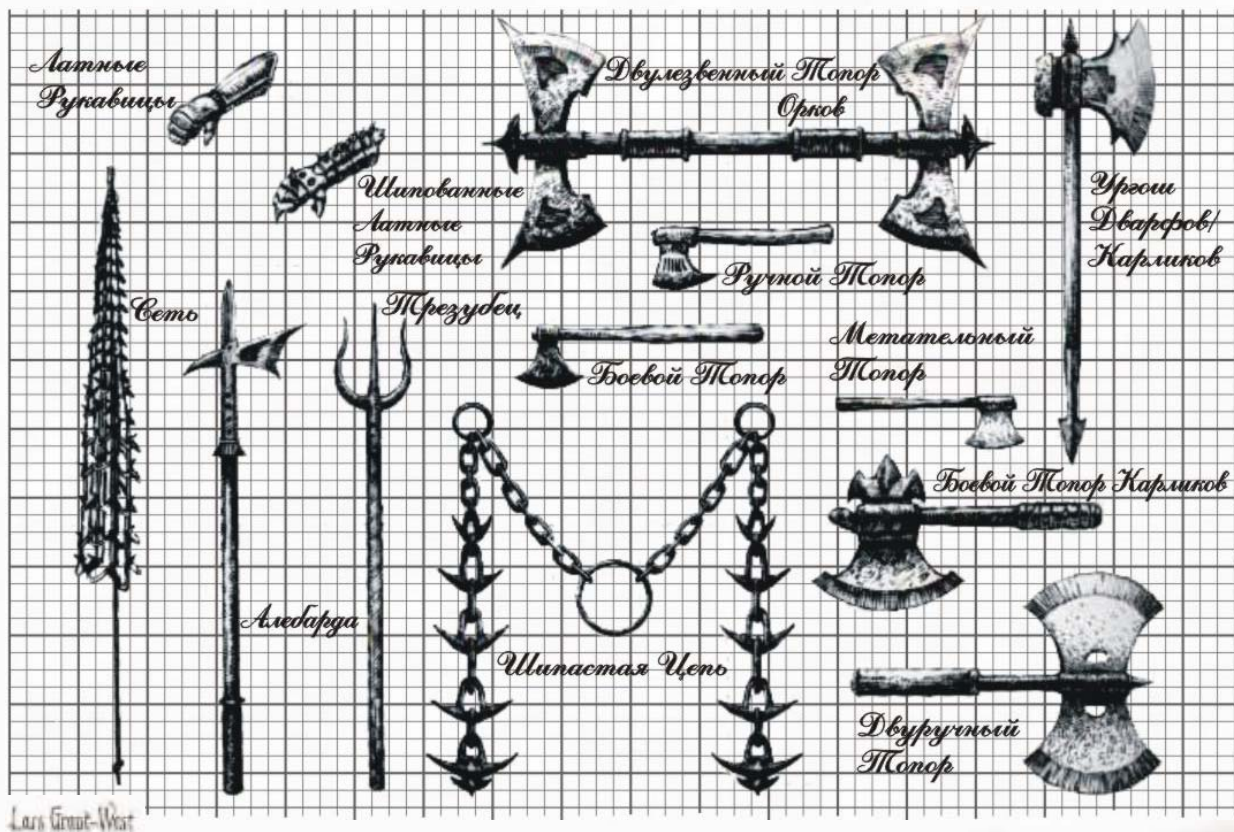 Латные
Рукавицы
Двулезвенный Топор
Орков
Шипованные
Латные
Рукавицы
Ургош
Дварфов/
Карликов
Ручной Топор
Сеть
Трезубец
Метательный
Топор
Боевой Топор
Боевой Топор Карликов
Алебарда
Шипастая Цепь
Двуручный
Топор
Lars Grant-West